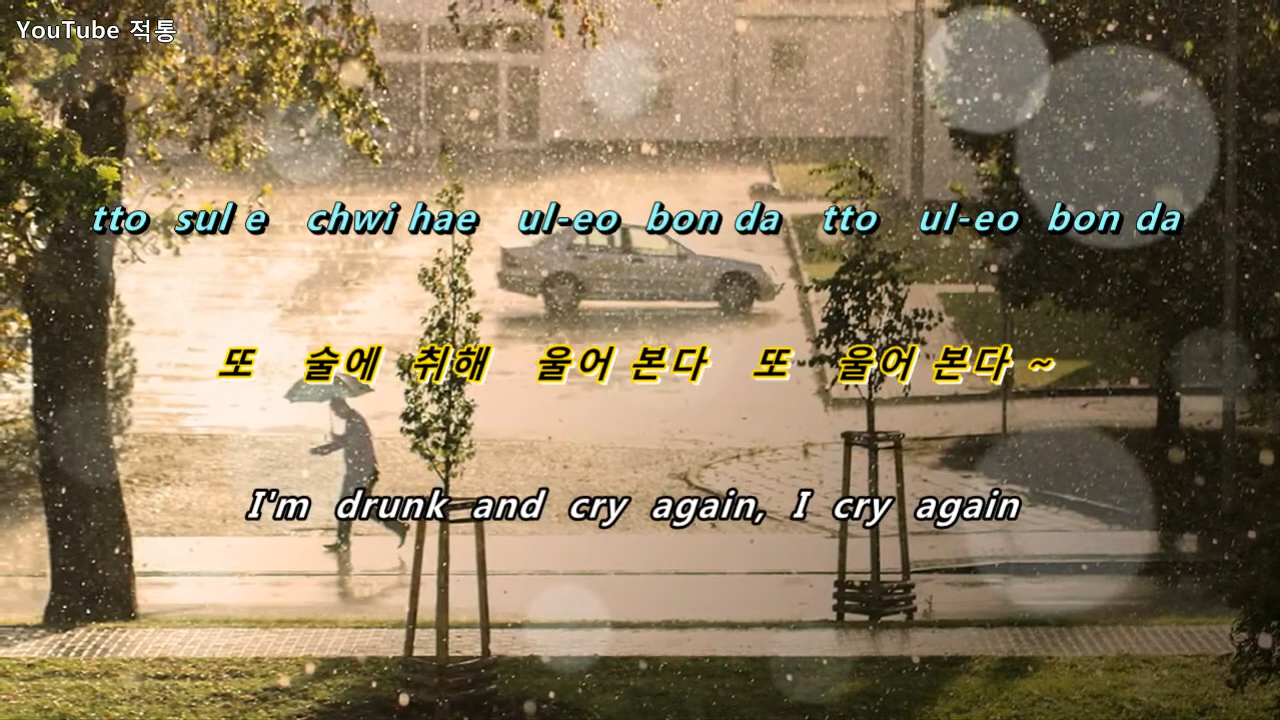 YouTube 적통
tto sul e chwi hae ul-eo bon da tto ul-eo bon da
또 술에 취해 울어 본다 또 울어 본다 ~
I'm drunk and cry again, I cry again